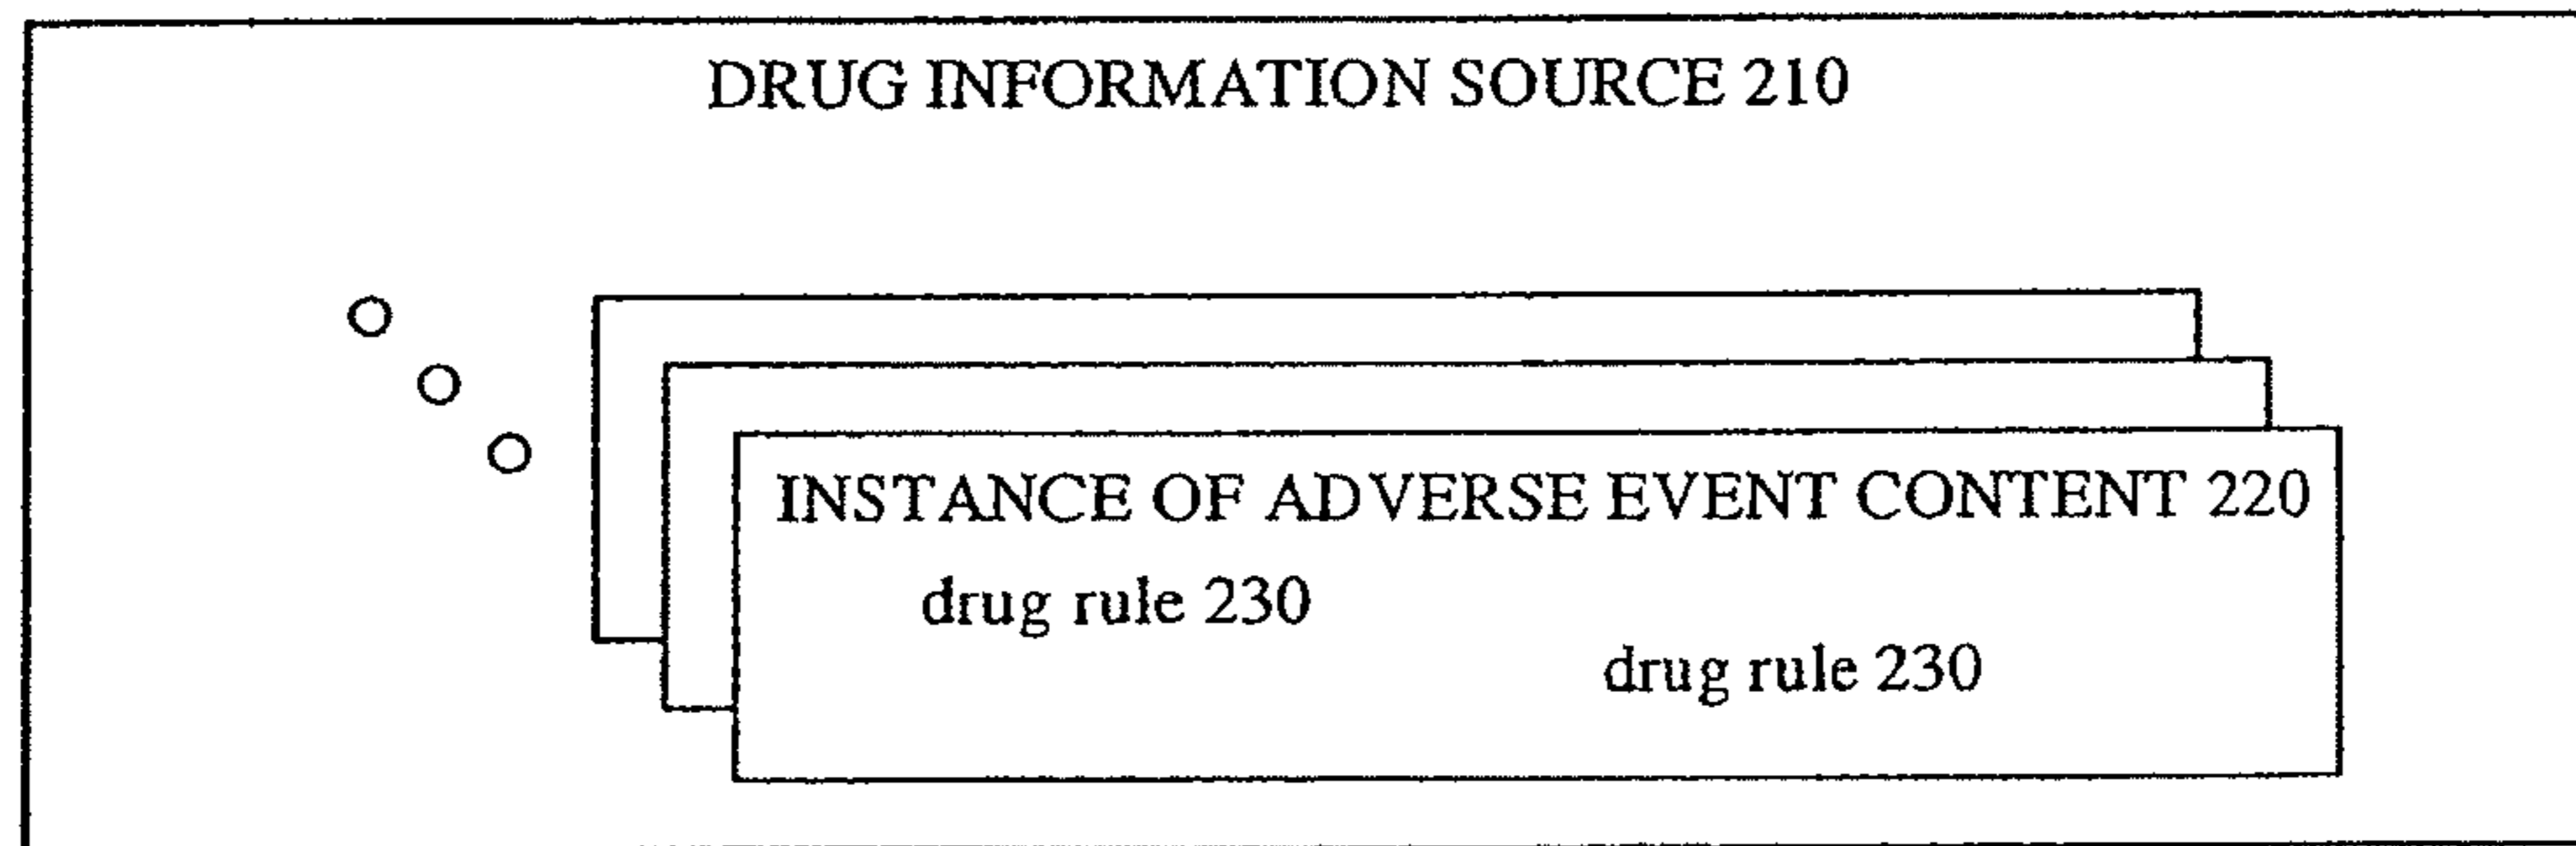 DRUG INFORMATION SOURCE 210
INSTANCE OF ADVERSE EVENT CONTENT 220
drug rule 230
drug rule 230